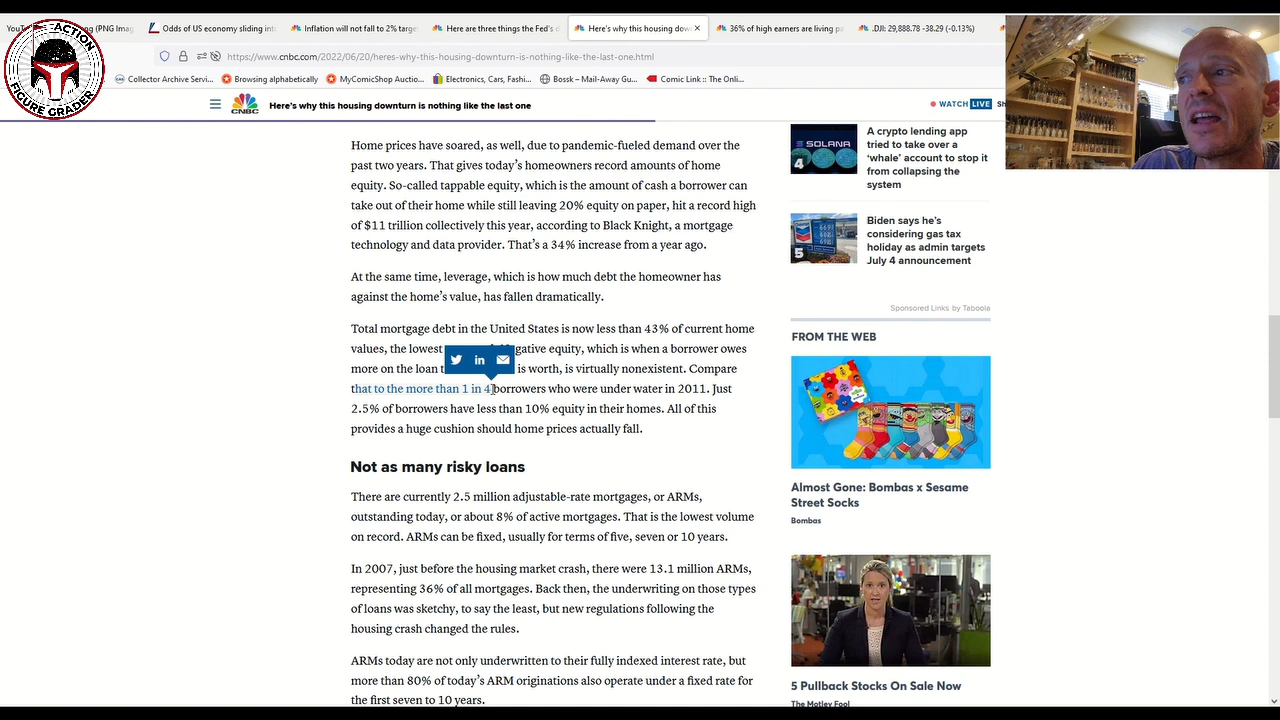 ACTION
FIGURE GRADER
(PNG Imag
Odds of US economy sliding int
Inflation will not fall to 2% targe
Here are three things the Fed's d
Here's why this housing down
36% of high earners are living pa
.DJI: 29,888.78 -38.29 (-0.13%)
https://www.cnbc.com/2022/06/20/heres-why-this-housing-downturn-is-nothing-like-the-last-one.html
Collector Archive Servi...
Browsing alphabetically
MyComicShop Auctio...
Electronics, Cars, Fashi...
Bossk – Mail-Away Gu...
Comic Link :: The Onli...
CNBC
Here's why this housing downturn is nothing like the last one
WATCH LIVE
Home prices have soared, as well, due to pandemic-fueled demand over the
past two years. That gives today’s homeowners record amounts of home
equity. So-called tappable equity, which is the amount of cash a borrower can
take out of their home while still leaving 20% equity on paper, hit a record high
of $11 trillion collectively this year, according to Black Knight, a mortgage
technology and data provider. That’s a 34% increase from a year ago.
At the same time, leverage, which is how much debt the homeowner has
against the home’s value, has fallen dramatically.
Total mortgage debt in the United States is now less than 43% of current home
values, the lowest gative equity, which is when a borrower owes
more on the loan t is worth, is virtually nonexistent. Compare
that to the more than 1 in 4 borrowers who were under water in 2011. Just
2.5% of borrowers have less than 10% equity in their homes. All of this
provides a huge cushion should home prices actually fall.
Not as many risky loans
There are currently 2.5 million adjustable-rate mortgages, or ARMs,
outstanding today, or about 8% of active mortgages. That is the lowest volume
on record. ARMs can be fixed, usually for terms of five, seven or 10 years.
In 2007, just before the housing market crash, there were 13.1 million ARMs,
representing 36% of all mortgages. Back then, the underwriting on those types
of loans was sketchy, to say the least, but new regulations following the
housing crash changed the rules.
ARMs today are not only underwritten to their fully indexed interest rate, but
more than 80% of today’s ARM originations also operate under a fixed rate for
the first seven to 10 years.
4
SOLANA
A crypto lending app
tried to take over a
‘whale’ account to stop it
from collapsing the
system
5
Biden says he’s
considering gas tax
holiday as admin targets
July 4 announcement
Sponsored Links by Taboola
FROM THE WEB
Almost Gone: Bombas x Sesame
Street Socks
Bombas
5 Pullback Stocks On Sale Now
The Motley Fool